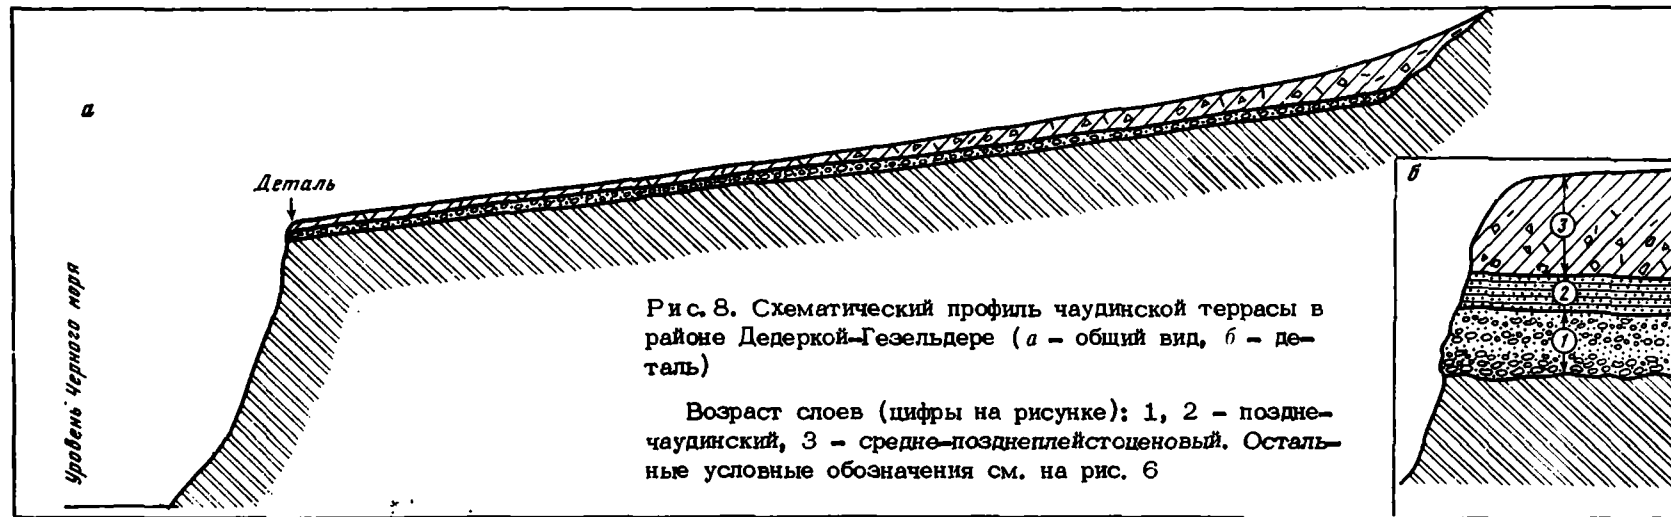 а
Деталь
Уровень Черного моря
Рис. 8. Схематический профиль чаудинской террасы в
районе Дедеркой-Гезельдере (а - общий вид, б - де-
таль)
Возраст слоев (цифры на рисунке): 1, 2 - поздне-
чаудинский, 3 - средне-позднеплейстоценовый. Осталь-
ные условные обозначения см. на рис. 6
б
3
2
1